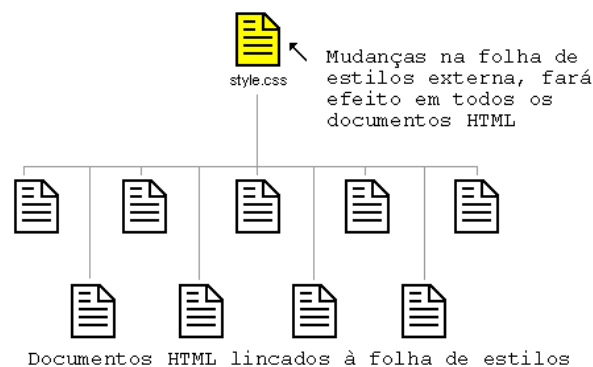 style.css
Mudanças na folha de
estilos externa, fará
efeito em todos os
documentos HTML
Documentos HTML lincados à folha de estilos